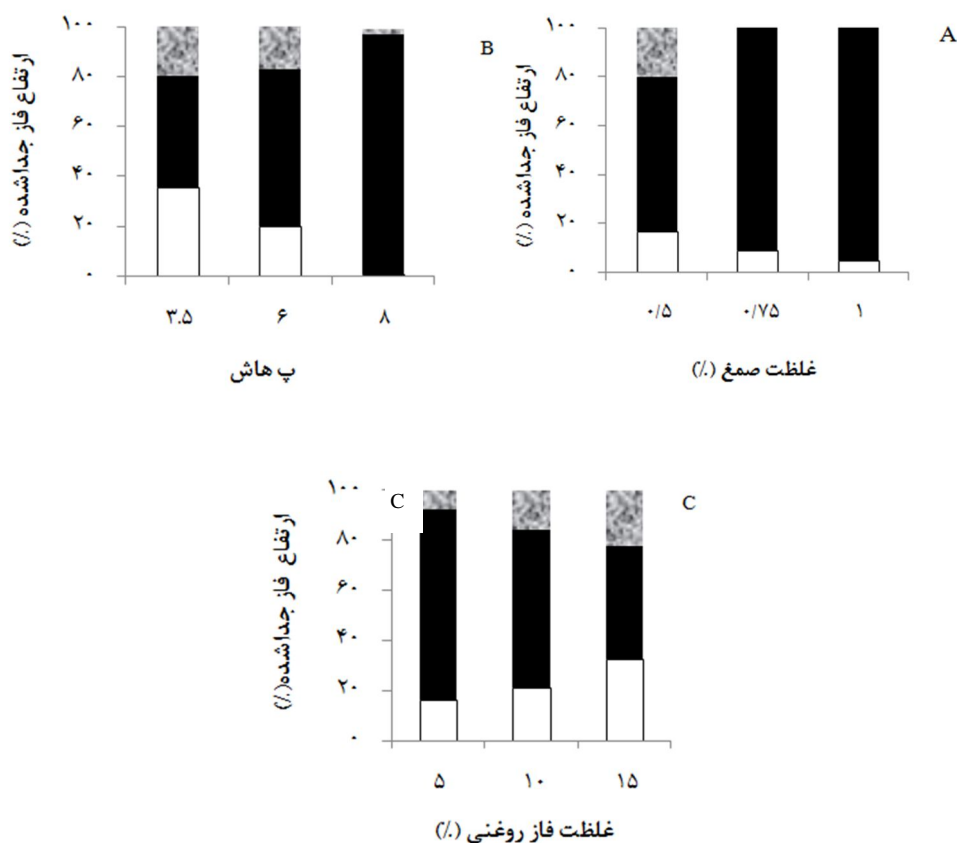 A
ارتفاع فاز جداشده (٪)
۱۰۰
۸۰
۶۰
۴۰
۲۰
۰
۰/۵ ۰/۷۵ ۱
غلظت صمغ (٪)
B
ارتفاع فاز جداشده (٪)
۱۰۰
۸۰
۶۰
۴۰
۲۰
۰
۳.۵ ۶ ۸
پ هاش
C
C
ارتفاع فاز جداشده(٪)
۱۰۰
۸۰
۶۰
۴۰
۲۰
۰
۵ ۱۰ ۱۵
غلظت فاز روغنی (٪)